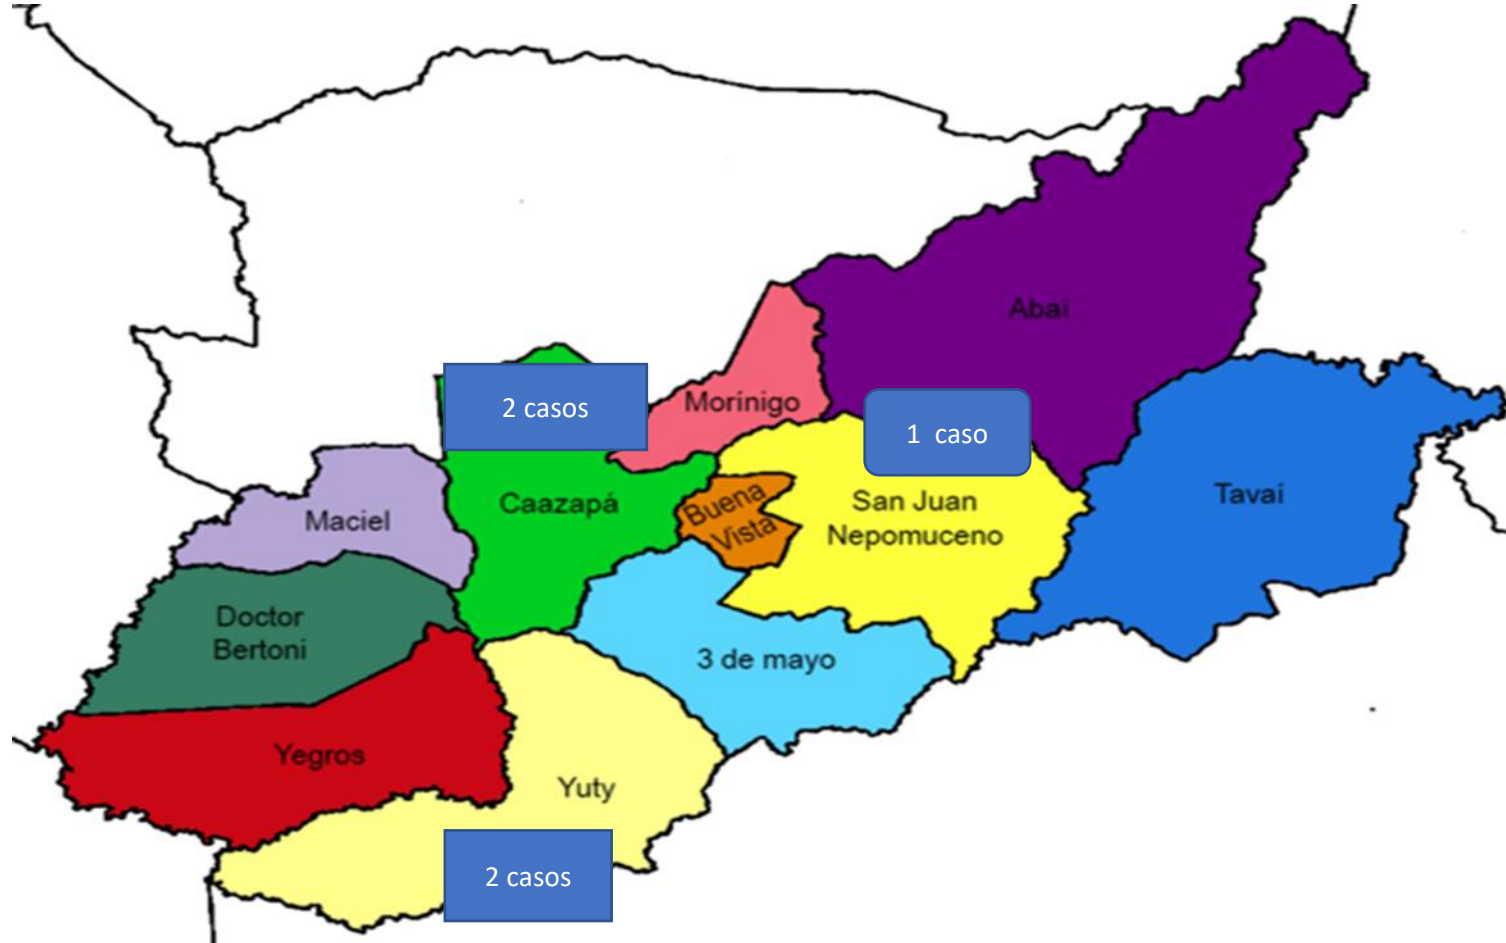 Abai
2 casos
Morínigo
1 caso
Caazapá
Buena
Vista
San Juan
Nepomuceno
Tavai
Maciel
Doctor
Bertoni
3 de mayo
Yegros
Yuty
2 casos